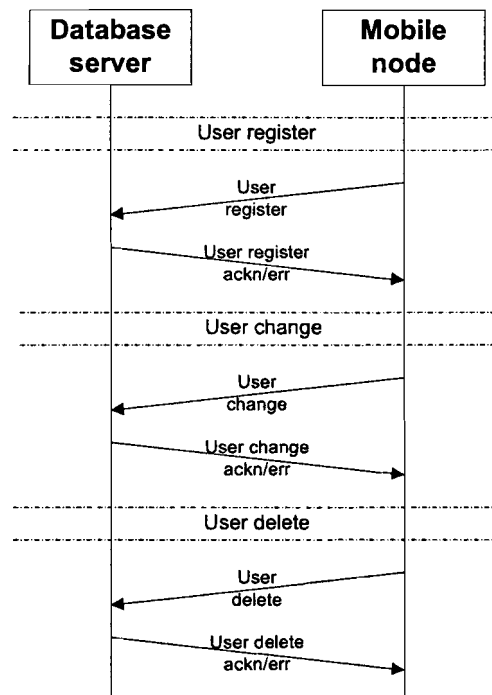 Database
server
Mobile
node
User register
User
register
User register
ackn/err
User change
User
change
User change
ackn/err
User delete
User
delete
User delete
ackn/err